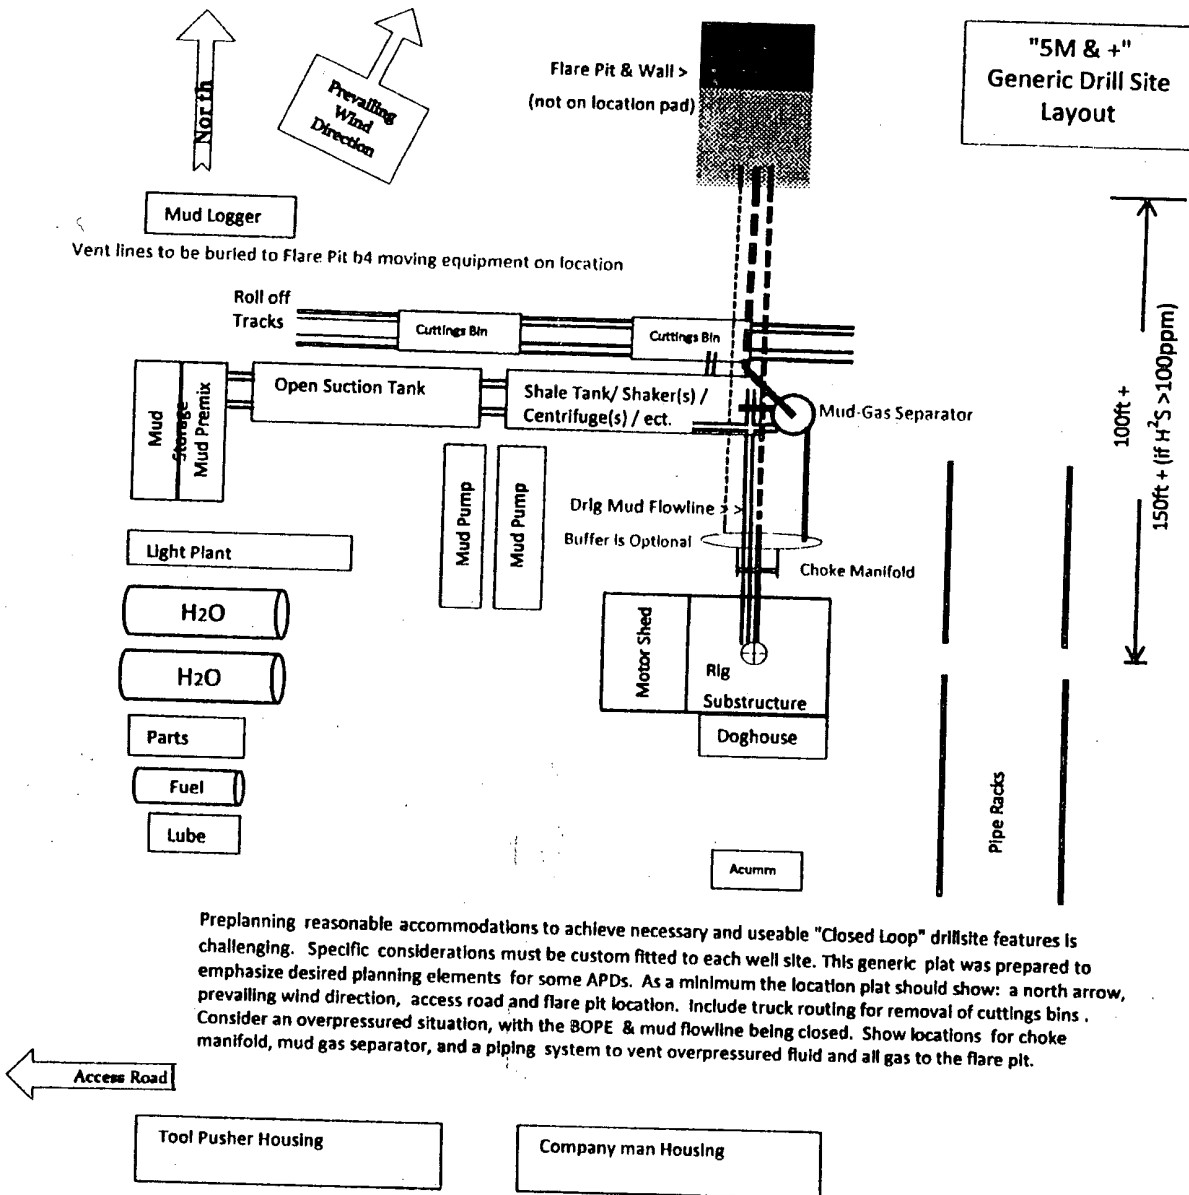 North
Prevailing
Wind
Direction
Flare Pit & Wall >
(not on location pad)
"5M & +"
Generic Drill Site
Layout
Mud Logger
Vent lines to be buried to Flare Pit b4 moving equipment on location
Roll off
Tracks
Cuttings Bin
Cuttings Bin
100ft +
150ft + (if H²S >100ppm)
Mud
Storage
Mud Premix
Open Suction Tank
Shale Tank/ Shaker(s) /
Centrifuge(s) / ect.
Mud-Gas Separator
Mud Pump
Mud Pump
Drlg Mud Flowline > >
Buffer is Optional
Choke Manifold
Light Plant
H2O
H2O
Motor Shed
Rig
Substructure
Doghouse
Parts
Fuel
Lube
Pipe Racks
Acumm
Preplanning reasonable accommodations to achieve necessary and useable "Closed Loop" drillsite features is
challenging. Specific considerations must be custom fitted to each well site. This generic plat was prepared to
emphasize desired planning elements for some APDs. As a minimum the location plat should show: a north arrow,
prevailing wind direction, access road and flare pit location. Include truck routing for removal of cuttings bins .
Consider an overpressured situation, with the BOPE & mud flowline being closed. Show locations for choke
manifold, mud gas separator, and a piping system to vent overpressured fluid and all gas to the flare pit.
Access Road
Tool Pusher Housing
Company man Housing